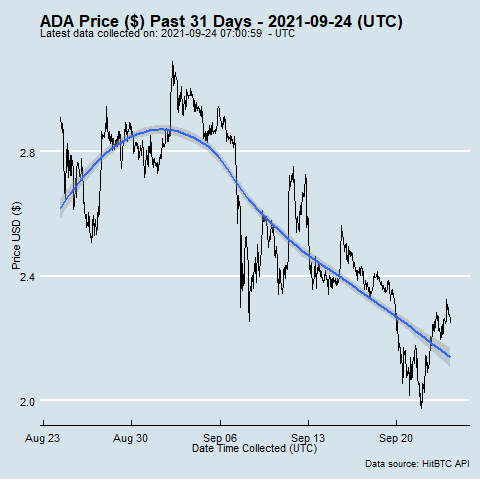 ADA Price ($) Past 31 Days - 2021-09-24 (UTC)
Latest data collected on: 2021-09-24 07:00:59  - UTC
Price USD ($)
2.8
2.4
2.0
Aug 23
Aug 30
Sep 06
Sep 13
Sep 20
Date Time Collected (UTC)
Data source: HitBTC API